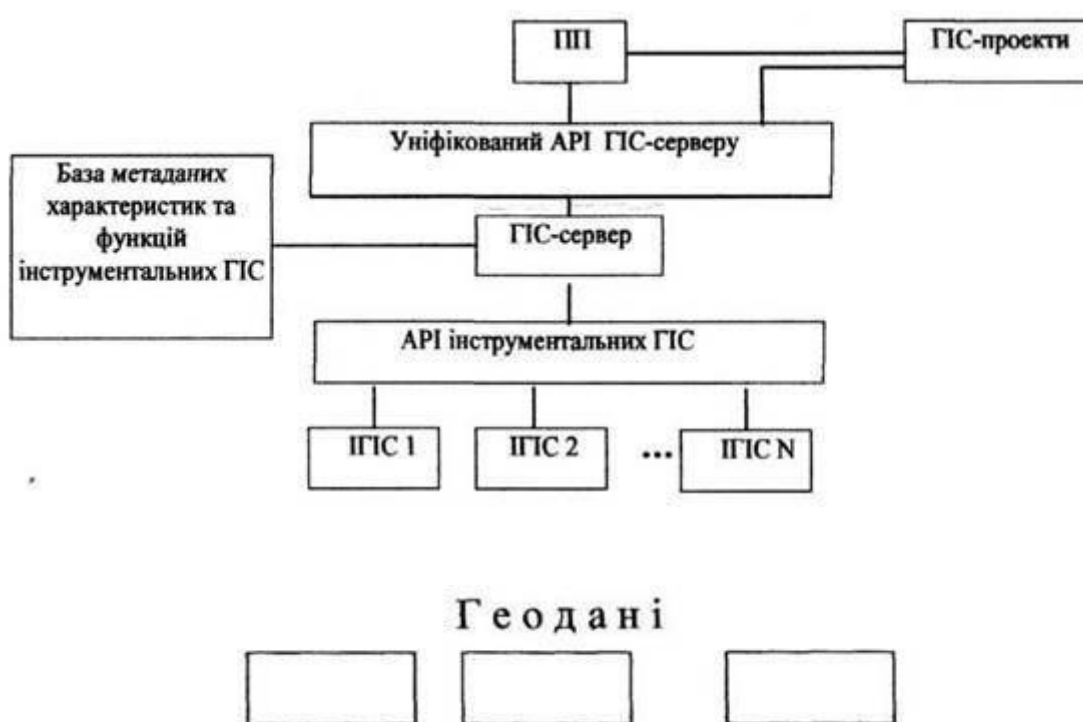 ПП
ГІС-проекти
Уніфікований АРІ ГІС-серверу
База метаданих
характеристик та
функцій
інструментальних ГІС
ГІС-сервер
АРІ інструментальних ГІС
ІГІС 1
ІГІС 2
...
ІГІС N
Геодані